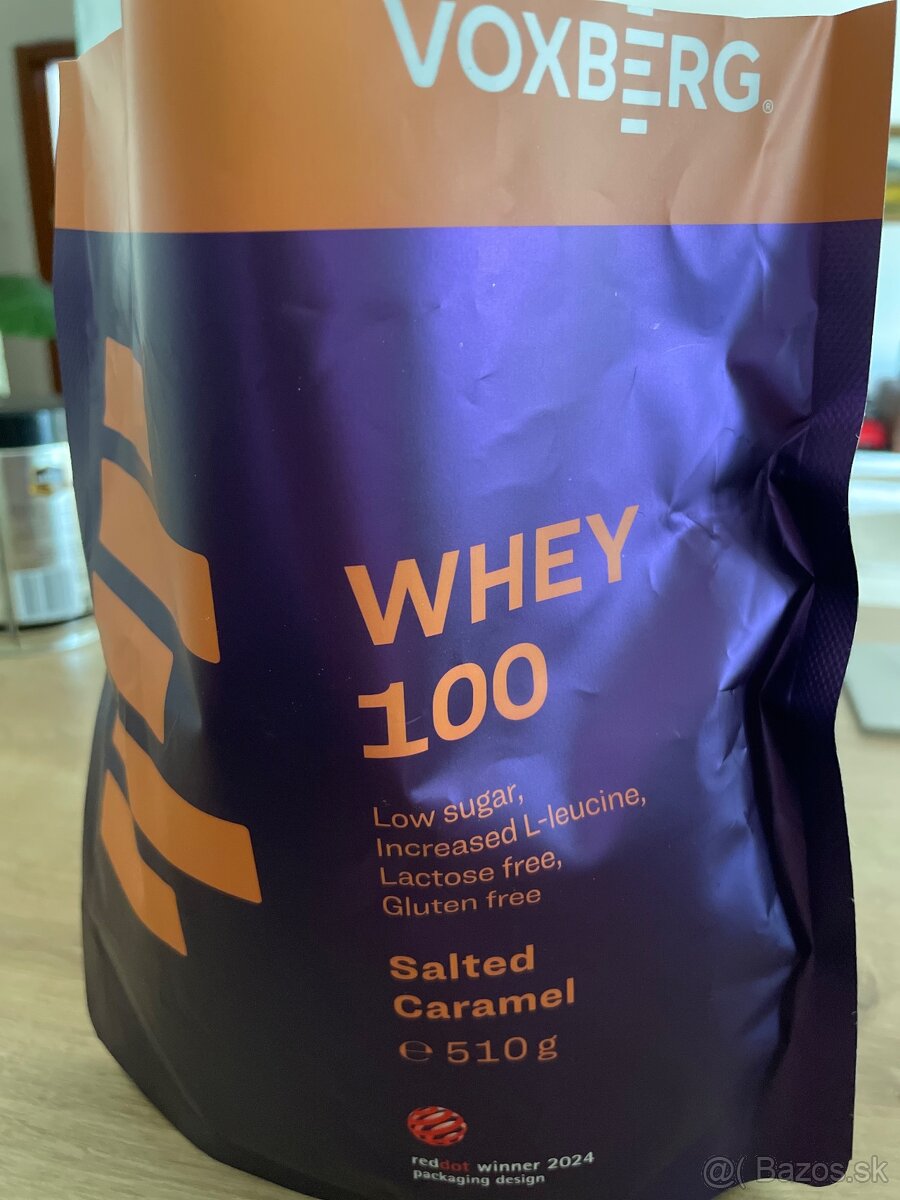 VOXBERG®
WHEY
100
Low sugar,
Increased L-leucine,
Lactose free,
Gluten free
Salted
Caramel
℮ 510 g
reddot winner 2024
packaging design
@( Bazos.sk